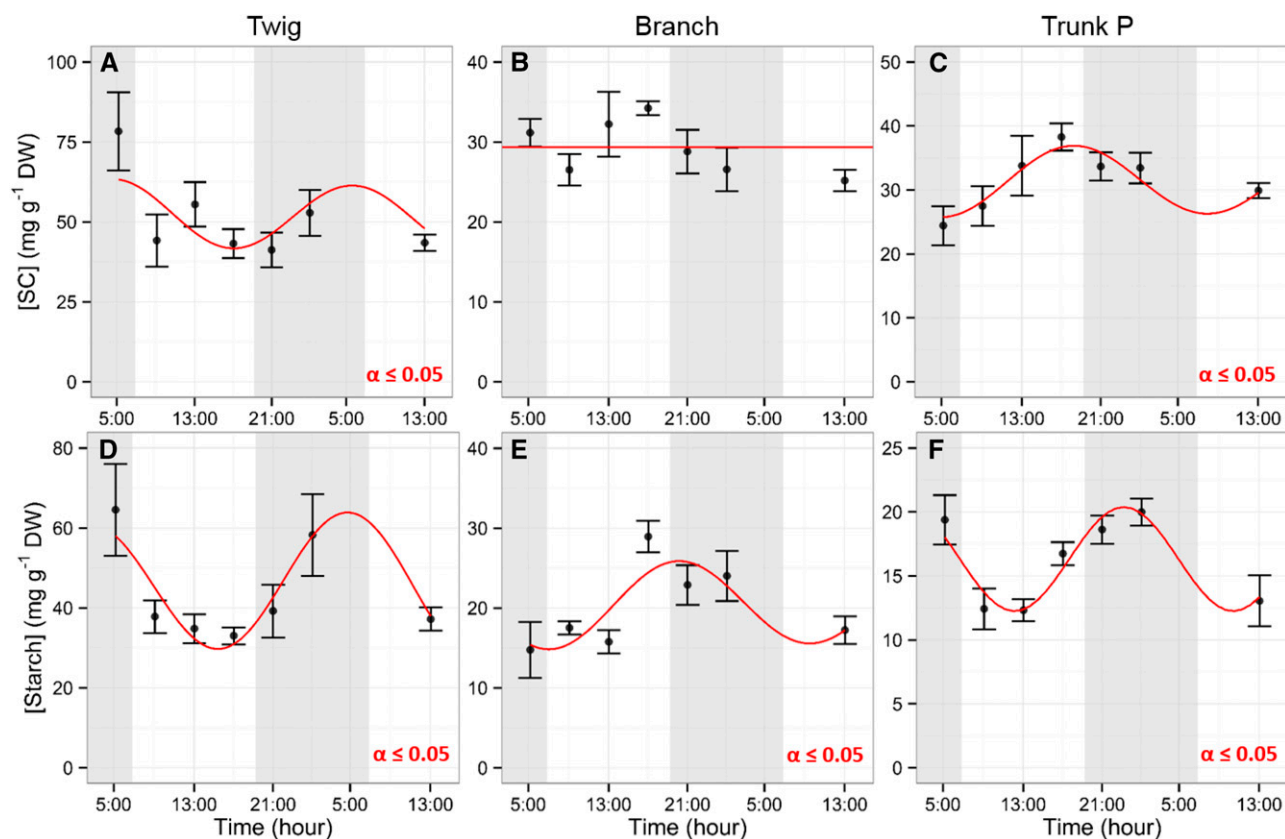 Twig Branch Trunk P
A B C
[SC] (mg g⁻¹ DW)
100
75
50
25
0
40
30
20
10
0
50
40
30
20
10
0
α ≤ 0.05 α ≤ 0.05
5:00 13:00 21:00 5:00 13:00
5:00 13:00 21:00 5:00 13:00
5:00 13:00 21:00 5:00 13:00
D E F
[Starch] (mg g⁻¹ DW)
80
60
40
20
0
40
30
20
10
0
25
20
15
10
5
0
α ≤ 0.05 α ≤ 0.05 α ≤ 0.05
5:00 13:00 21:00 5:00 13:00
5:00 13:00 21:00 5:00 13:00
5:00 13:00 21:00 5:00 13:00
Time (hour) Time (hour) Time (hour)